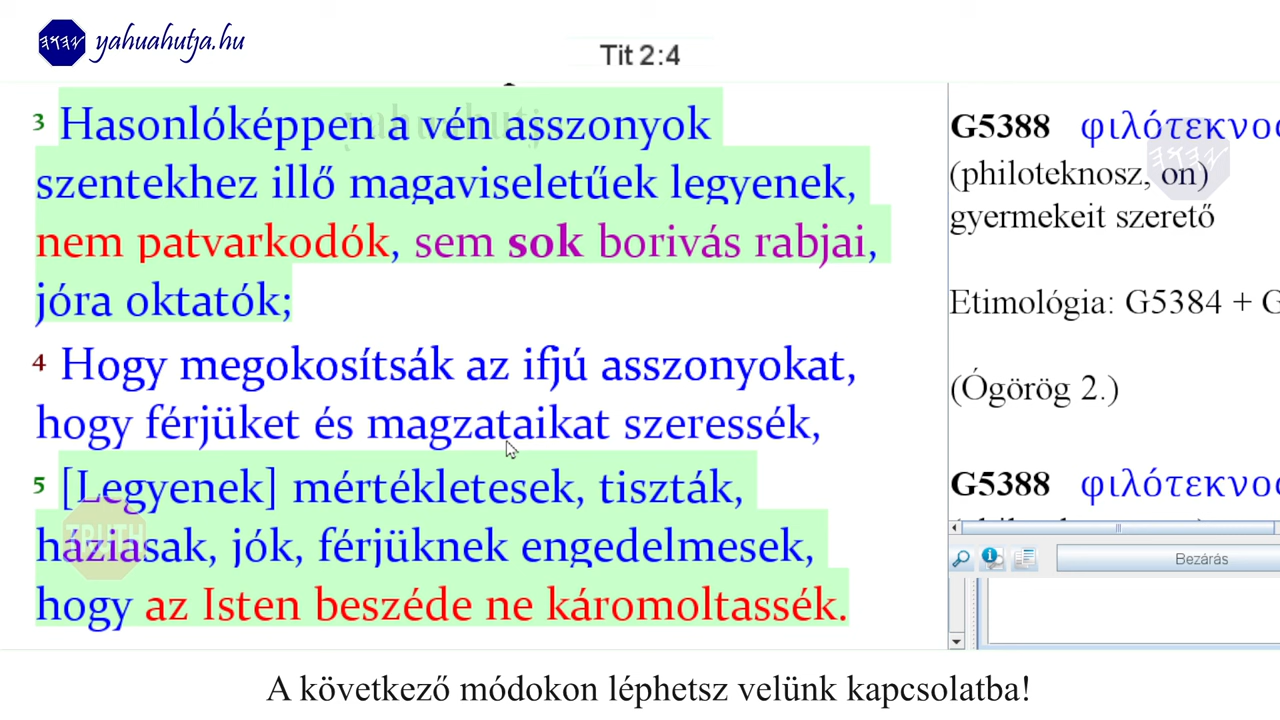 yahuahutja.hu
Tit 2:4
3 Hasonlóképpen a vén asszonyok
szentekhez illő magaviseletűek legyenek,
nem patvarkodók, sem sok borivás rabjai,
jóra oktatók;
4 Hogy megokosítsák az ifjú asszonyokat,
hogy férjüket és magzataikat szeressék,
5 [Legyenek] mértékletesek, tiszták,
háziasak, jók, férjüknek engedelmesek,
hogy az Isten beszéde ne káromoltassék.
G5388 φιλότεκνος
(philoteknosz, on)
gyermekeit szerető
Etimológia: G5384 + G
(Ógörög 2.)
G5388 φιλότεκνος
Bezárás
TRUTH
A következő módokon léphetsz velünk kapcsolatba!